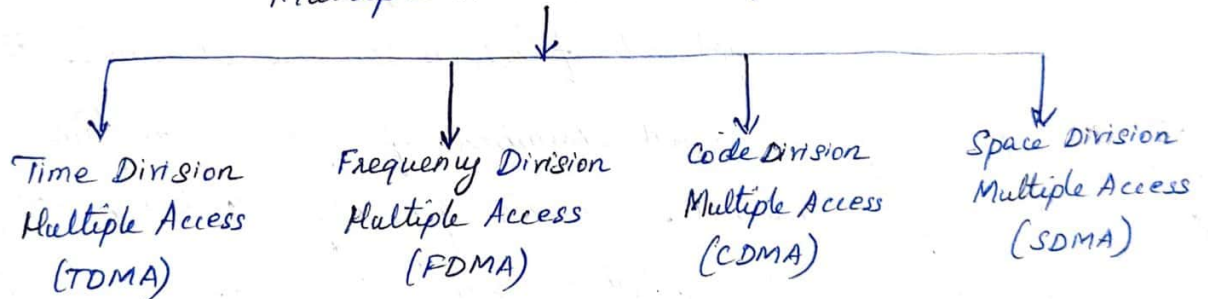 Time Division
Multiple Access
(TDMA)
Frequency Division
Multiple Access
(FDMA)
Code Division
Multiple Access
(CDMA)
Space Division
Multiple Access
(SDMA)